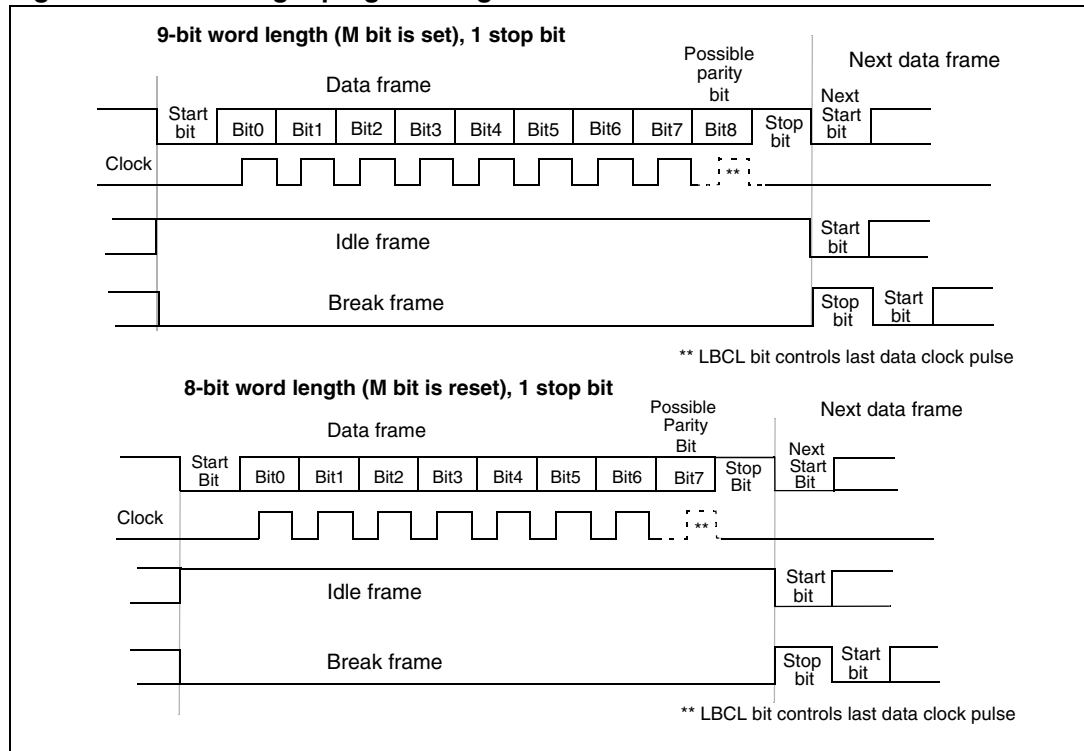 9-bit word length (M bit is set), 1 stop bit
Possible
parity
bit
Next data frame
Data frame
Start
bit
Bit0 Bit1 Bit2 Bit3 Bit4 Bit5 Bit6 Bit7 Bit8
Stop
bit
Next
Start
bit
Clock
**
Idle frame
Start
bit
Break frame
Stop
bit
Start
bit
** LBCL bit controls last data clock pulse
8-bit word length (M bit is reset), 1 stop bit
Possible
Parity
Bit
Next data frame
Data frame
Start
Bit
Bit0 Bit1 Bit2 Bit3 Bit4 Bit5 Bit6 Bit7
Stop
Bit
Next
Start
Bit
Clock
**
Idle frame
Start
bit
Break frame
Stop
bit
Start
bit
** LBCL bit controls last data clock pulse